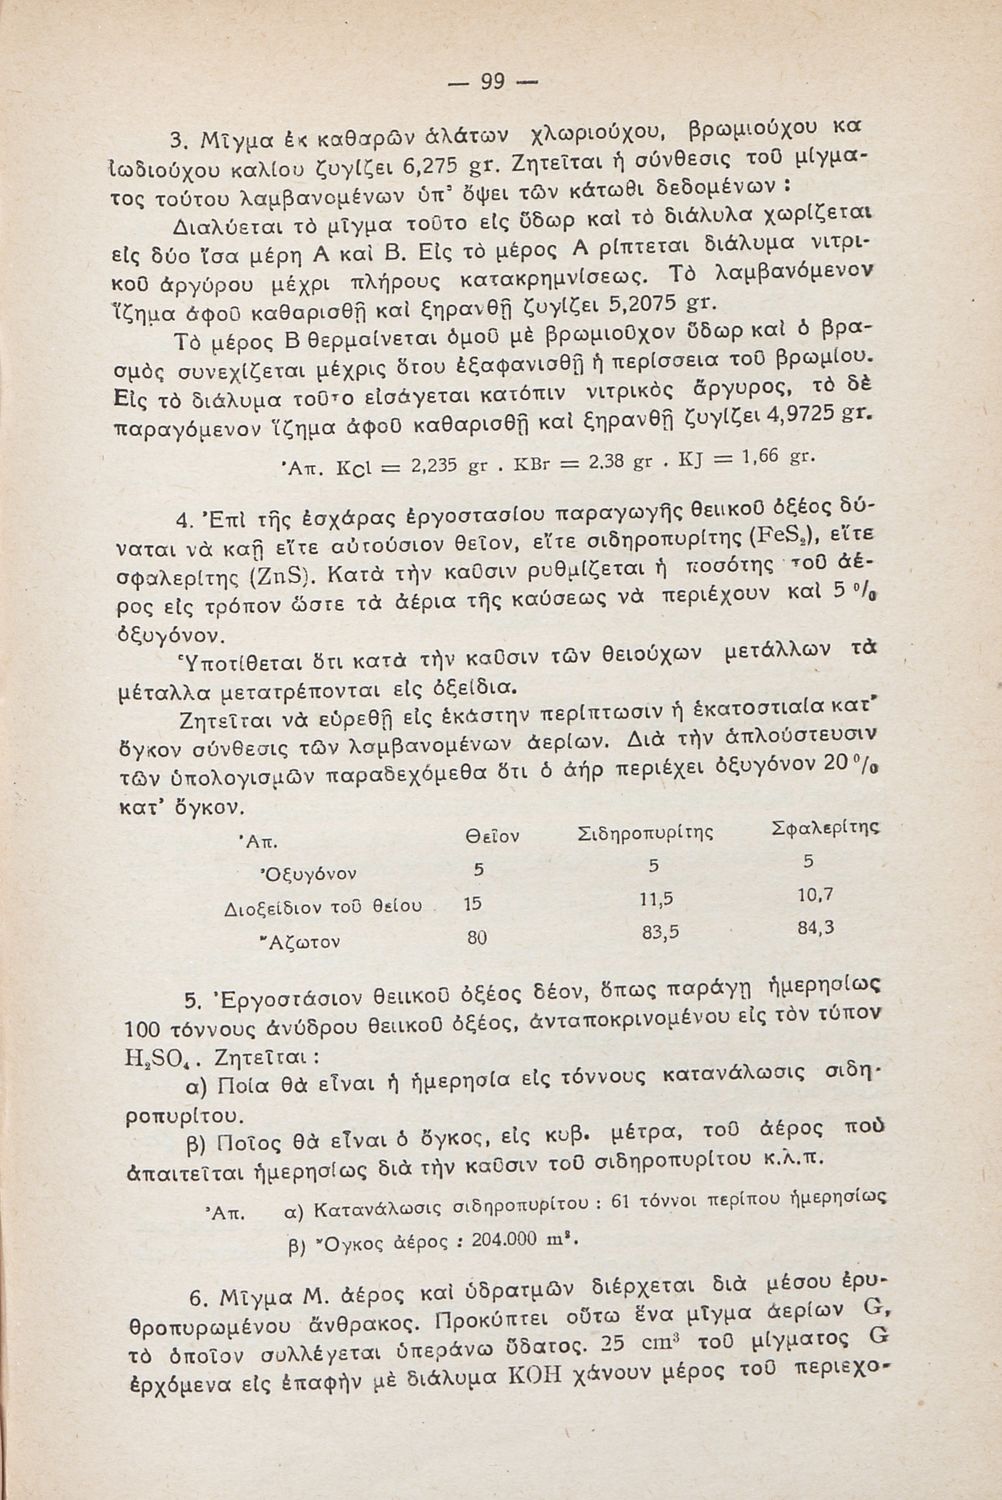 — 99 —
3. Μῖγμα ἐκ καθαρῶν ἁλάτων χλωριούχου, βρωμιούχου κα
ἰωδιούχου καλίου ζυγίζει 6,275 gr. Ζητεῖται ἡ σύνθεσις τοῦ μίγμα-
τος τούτου λαμβανομένων ὑπ' ὄψει τῶν κάτωθι δεδομένων :
Διαλύεται τὸ μῖγμα τοῦτο εἰς ὕδωρ καὶ τὸ διάλυλα χωρίζεται
εἰς δύο ἴσα μέρη Α καὶ Β. Εἰς τὸ μέρος Α ρίπτεται διάλυμα νιτρι-
κοῦ ἀργύρου μέχρι πλήρους κατακρημνίσεως. Τὸ λαμβανόμενον
ἵζημα ἀφοῦ καθαρισθῇ καὶ ξηρανθῇ ζυγίζει 5,2075 gr.
Τὸ μέρος Β θερμαίνεται ὁμοῦ μὲ βρωμιοῦχον ὕδωρ καὶ ὁ βρα-
σμὸς συνεχίζεται μέχρις ὅτου ἐξαφανισθῇ ἡ περίσσεια τοῦ βρωμίου.
Εἰς τὸ διάλυμα τοῦτο εἰσάγεται κατόπιν νιτρικὸς ἄργυρος, τὸ δὲ
παραγόμενον ἵζημα ἀφοῦ καθαρισθῇ καὶ ξηρανθῇ ζυγίζει 4,9725 gr.
'Απ. KCl = 2,235 gr . KBr = 2.38 gr . KJ = 1,66 gr.
4. 'Επὶ τῆς ἐσχάρας ἐργοστασίου παραγωγῆς θειικοῦ ὀξέος δύ-
ναται νὰ καῇ εἴτε αὐτούσιον θεῖον, εἴτε σιδηροπυρίτης (FeS₂), εἴτε
σφαλερίτης (ZnS). Κατὰ τὴν καῦσιν ρυθμίζεται ἡ ποσότης τοῦ ἀέ-
ρος εἰς τρόπον ὥστε τὰ ἀέρια τῆς καύσεως νὰ περιέχουν καὶ 5 %
ὀξυγόνον.
Ὑποτίθεται ὅτι κατὰ τὴν καῦσιν τῶν θειούχων μετάλλων τὰ
μέταλλα μετατρέπονται εἰς ὀξείδια.
Ζητεῖται νὰ εὑρεθῇ εἰς ἑκάστην περίπτωσιν ἡ ἑκατοστιαία κατ'
ὄγκον σύνθεσις τῶν λαμβανομένων ἀερίων. Διὰ τὴν ἁπλούστευσιν
τῶν ὑπολογισμῶν παραδεχόμεθα ὅτι ὁ ἀήρ περιέχει ὀξυγόνον 20 %
κατ' ὄγκον.
'Απ. Θεῖον Σιδηροπυρίτης Σφαλερίτης
'Οξυγόνον 5 5 5
Διοξείδιον τοῦ θείου 15 11,5 10,7
Ἄζωτον 80 83,5 84,3
5. 'Εργοστάσιον θειικοῦ ὀξέος δέον, ὅπως παράγῃ ἡμερησίως
100 τόννους ἀνύδρου θειικοῦ ὀξέος, ἀνταποκρινομένου εἰς τὸν τύπον
H₂SO₄. Ζητεῖται :
α) Ποία θὰ εἶναι ἡ ἡμερησία εἰς τόννους κατανάλωσις σιδη-
ροπυρίτου.
β) Ποῖος θὰ εἶναι ὁ ὄγκος, εἰς κυβ. μέτρα, τοῦ ἀέρος ποὺ
ἀπαιτεῖται ἡμερησίως διὰ τὴν καῦσιν τοῦ σιδηροπυρίτου κ.λ.π.
'Απ. α) Κατανάλωσις σιδηροπυρίτου : 61 τόννοι περίπου ἡμερησίως
β) Ὄγκος ἀέρος : 204.000 m³.
6. Μῖγμα Μ. ἀέρος καὶ ὑδρατμῶν διέρχεται διὰ μέσου ἐρυ-
θροπυρωμένου ἄνθρακος. Προκύπτει οὕτω ἕνα μῖγμα ἀερίων G,
τὸ ὁποῖον συλλέγεται ὑπεράνω ὕδατος. 25 cm³ τοῦ μίγματος G
ἐρχόμενα εἰς ἐπαφὴν μὲ διάλυμα KOH χάνουν μέρος τοῦ περιεχο-